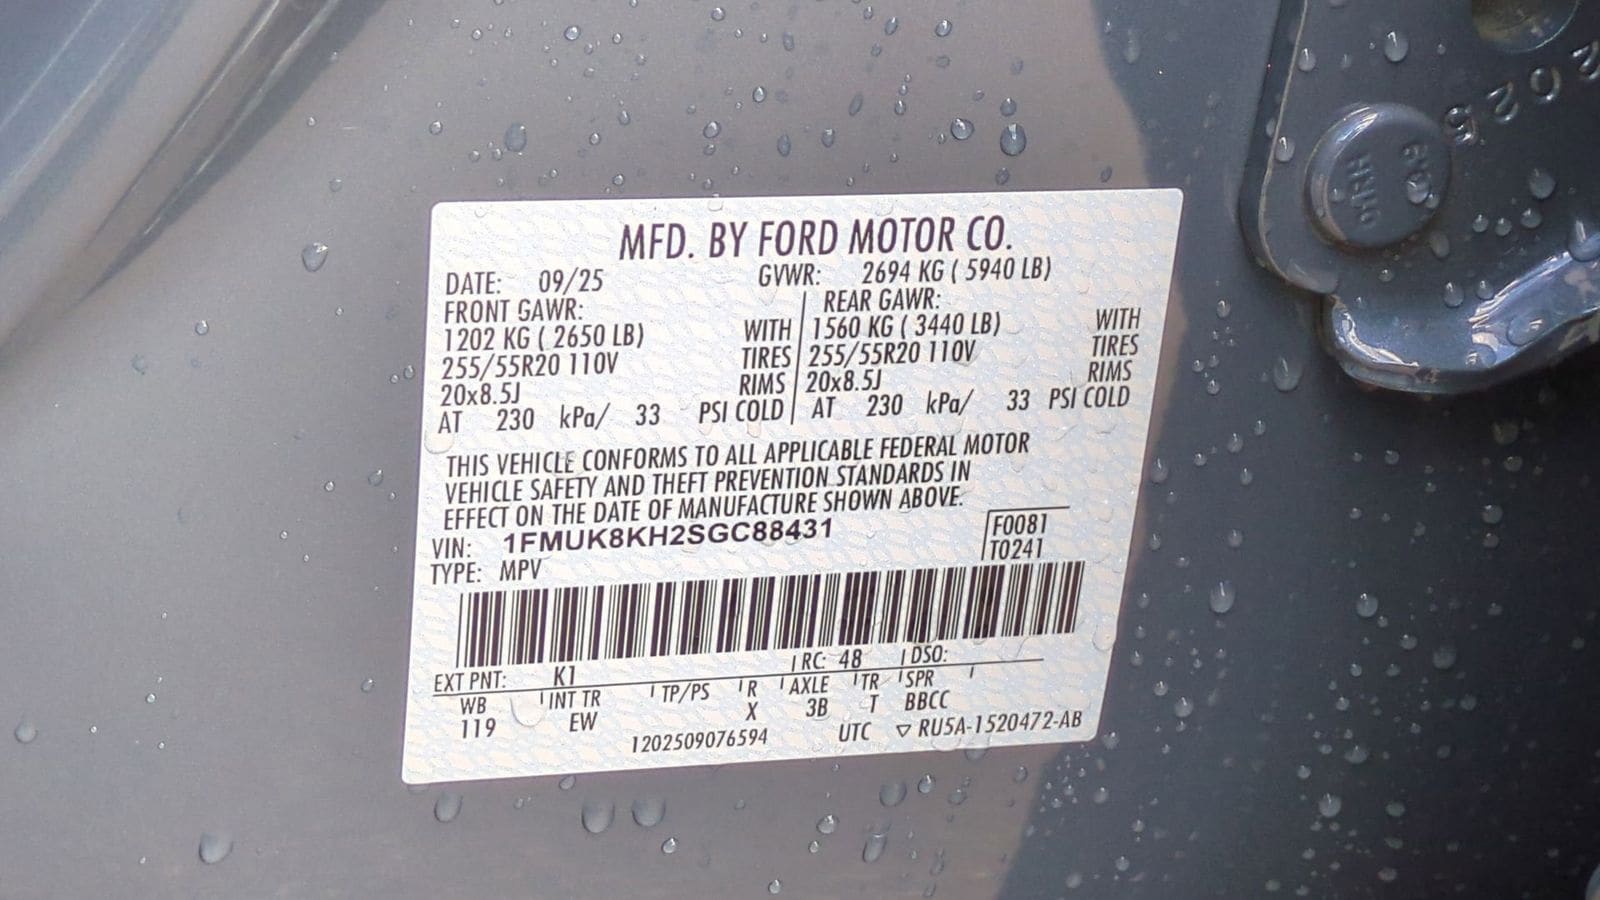 MFD. BY FORD MOTOR CO.
DATE: 09/25 GVWR: 2694 KG ( 5940 LB)
FRONT GAWR: REAR GAWR:
1202 KG ( 2650 LB) WITH 1560 KG ( 3440 LB) WITH
255/55R20 110V TIRES 255/55R20 110V TIRES
20x8.5J RIMS 20x8.5J RIMS
AT 230 kPa/ 33 PSI COLD AT 230 kPa/ 33 PSI COLD
THIS VEHICLE CONFORMS TO ALL APPLICABLE FEDERAL MOTOR
VEHICLE SAFETY AND THEFT PREVENTION STANDARDS IN
EFFECT ON THE DATE OF MANUFACTURE SHOWN ABOVE.
VIN: 1FMUK8KH2SGC88431 F0081
TYPE: MPV T0241
EXT PNT: K1 RC: 48 DSO:
WB INT TR TP/PS R AXLE TR SPR
119 EW X 3B T BBCC
1202509076594 UTC ▽ RU5A-1520472-AB